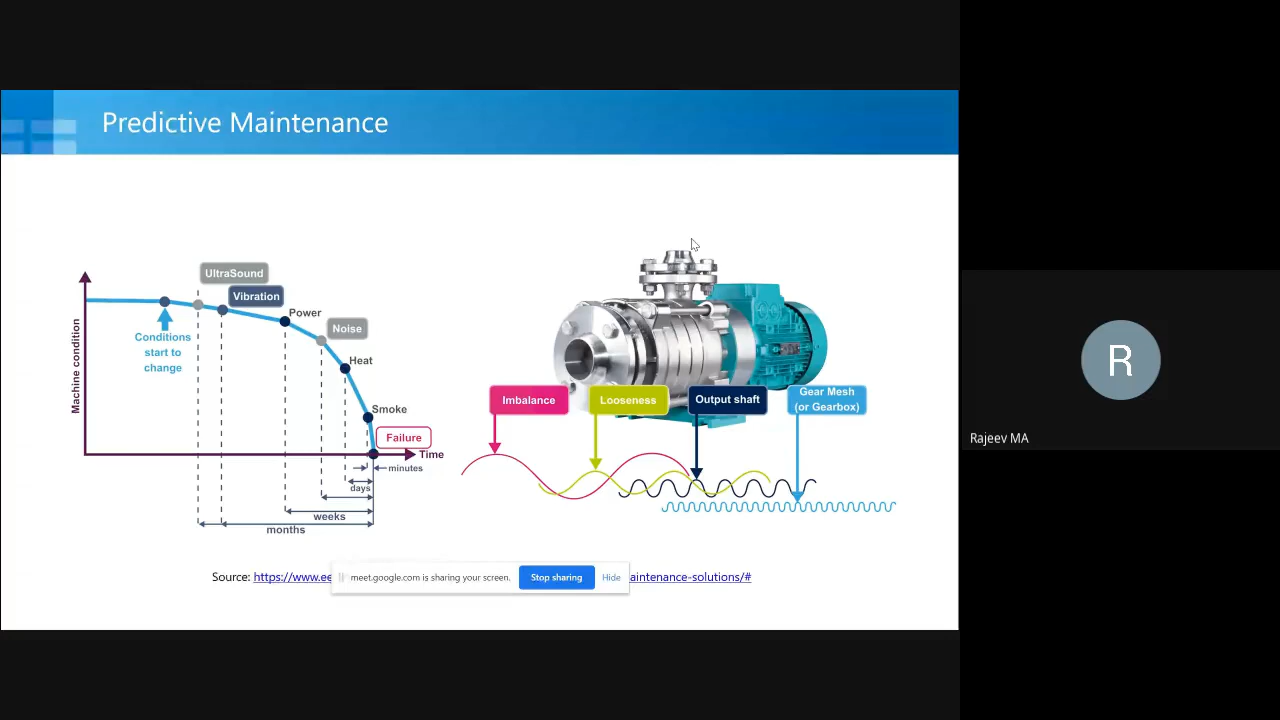 Predictive Maintenance
UltraSound
Vibration
Power
Noise
Heat
Smoke
Failure
Conditions
start to
change
Machine condition
Time
minutes
days
weeks
months
Imbalance
Looseness
Output shaft
Gear Mesh
(or Gearbox)
Source: https://www.ee
aintenance-solutions/#
meet.google.com is sharing your screen.
Stop sharing
Hide
R
Rajeev MA